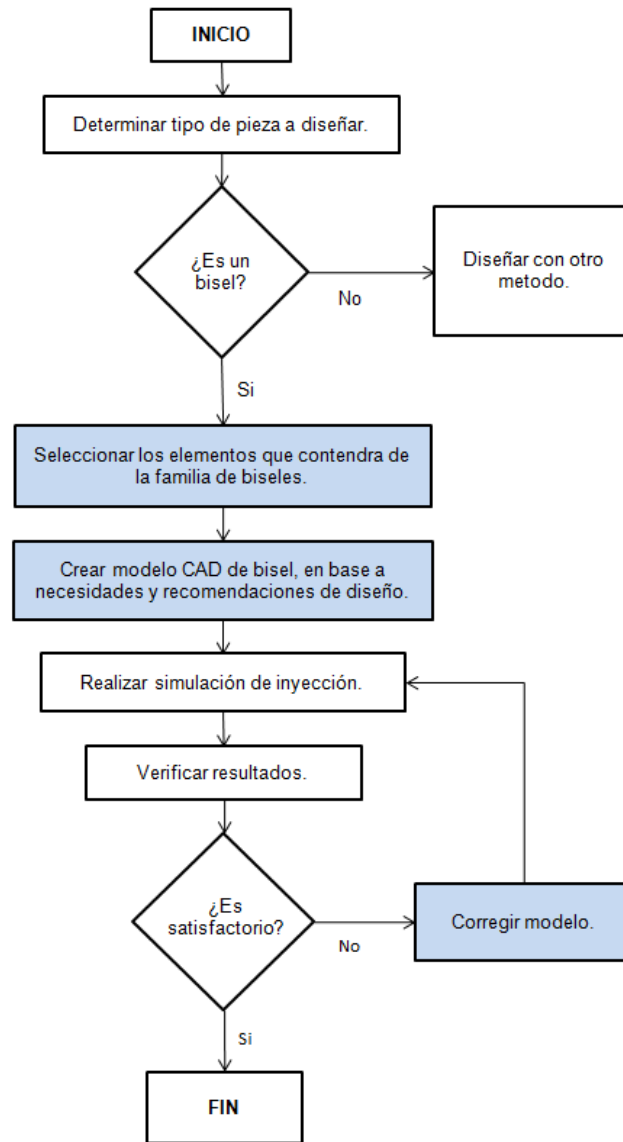 INICIO
Determinar tipo de pieza a diseñar.
¿Es un
bisel?
No
Diseñar con otro
metodo.
Si
Seleccionar los elementos que contendra de
la familia de biseles.
Crear modelo CAD de bisel, en base a
necesidades y recomendaciones de diseño.
Realizar simulación de inyección.
Verificar resultados.
¿Es
satisfactorio?
No
Corregir modelo.
Si
FIN